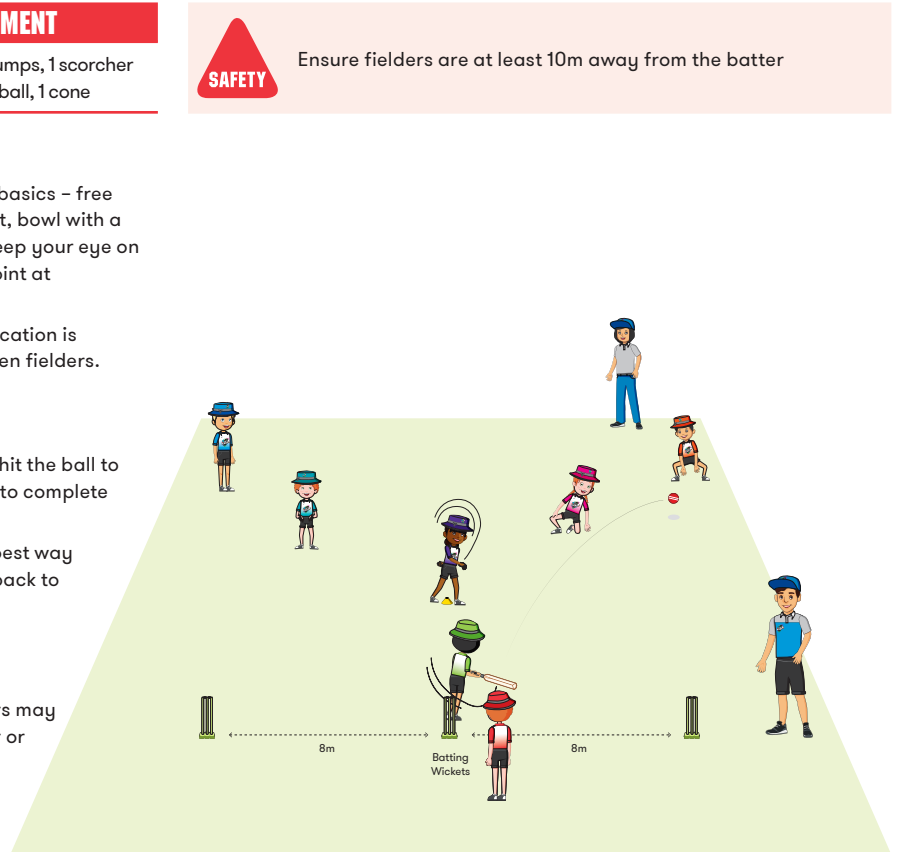 MENT
umps, 1 scorcher
ball, 1 cone
SAFETY
Ensure fielders are at least 10m away from the batter
basics – free
t, bowl with a
eep your eye on
oint at
cation is
en fielders.
hit the ball to
to complete
best way
back to
rs may
or
8m
8m
Batting
Wickets